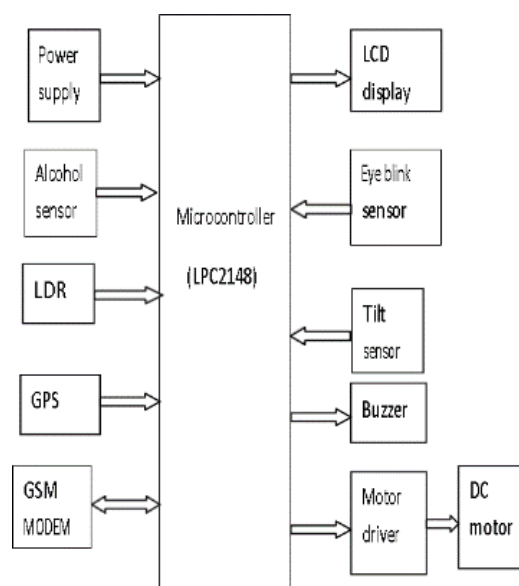 Power
supply
Alcohol
sensor
LDR
GPS
GSM
MODEM
Microcontroller
(LPC2148)
LCD
display
Eye blink
sensor
Tilt
sensor
Buzzer
Motor
driver
DC
motor